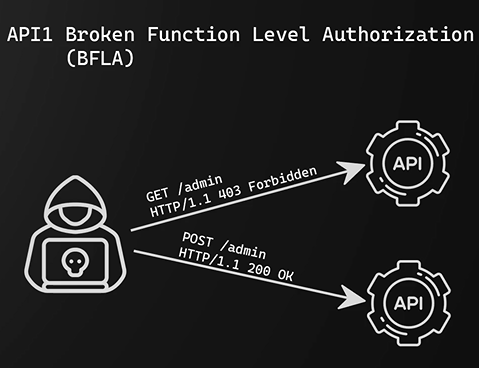 API1 Broken Function Level Authorization
(BFLA)
GET /admin
HTTP/1.1 403 Forbidden
API
POST /admin
HTTP/1.1 200 OK
API